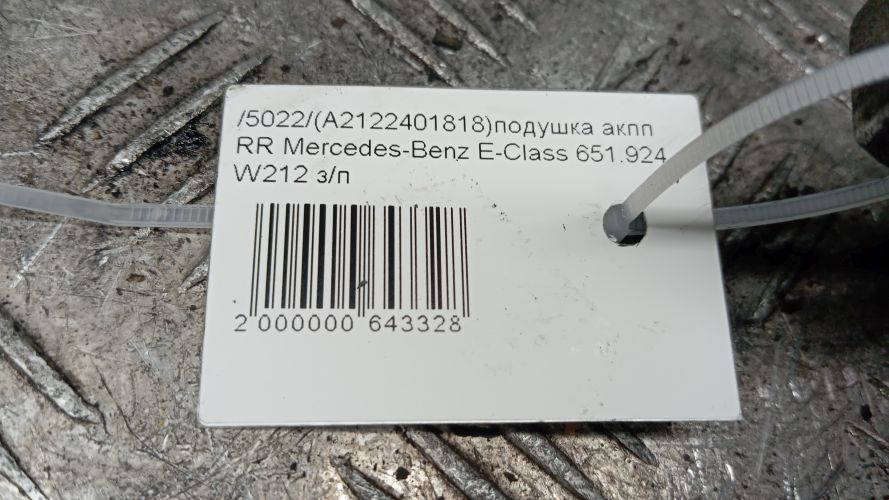 /5022/(A2122401818)подушка акпп
RR Mercedes-Benz E-Class 651.924
W212 з/п
2 000000 643328